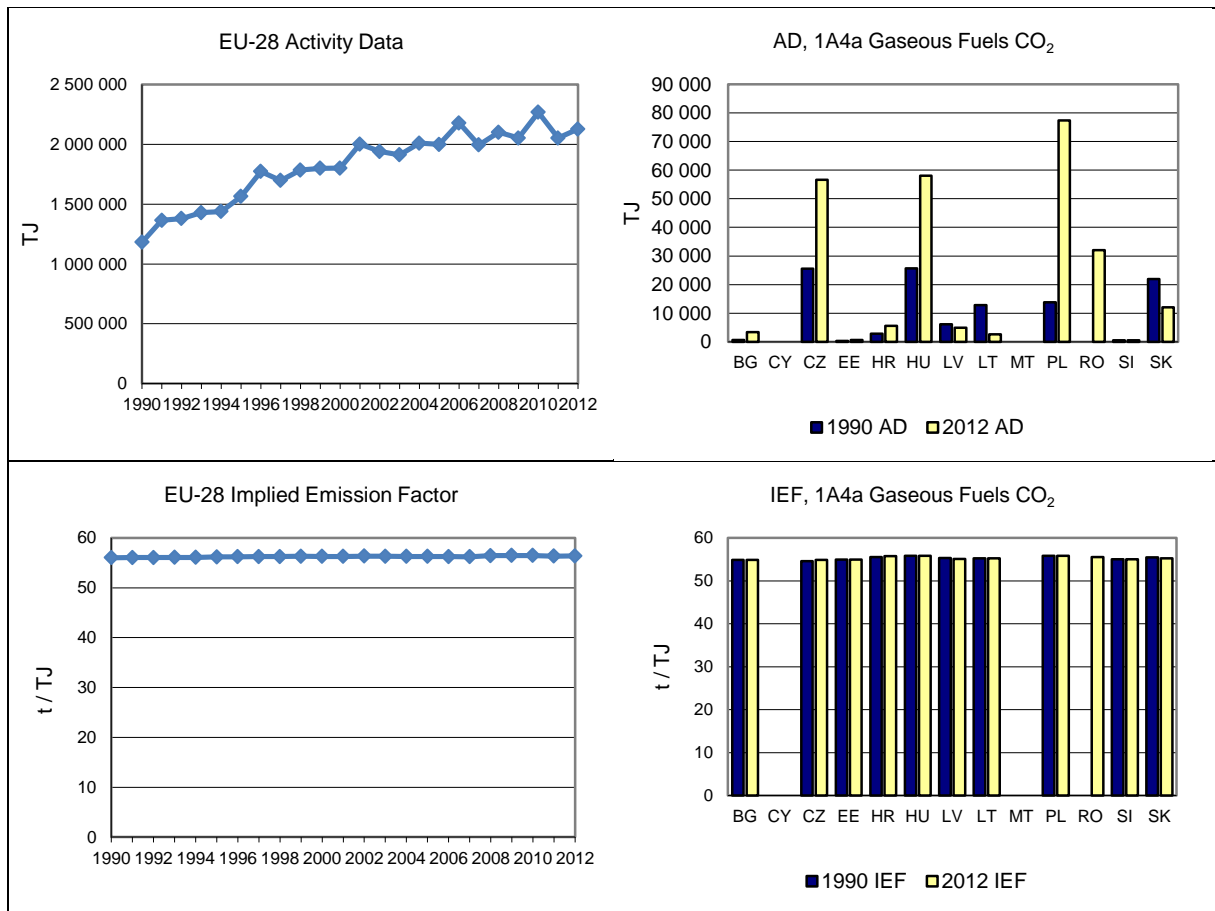 EU-28 Activity Data
TJ
2 500 000
2 000 000
1 500 000
1 000 000
500 000
0
1990 1992 1994 1996 1998 2000 2002 2004 2006 2008 2010 2012
AD, 1A4a Gaseous Fuels CO2
TJ
90 000
80 000
70 000
60 000
50 000
40 000
30 000
20 000
10 000
0
BG CY CZ EE HR HU LV LT MT PL RO SI SK
1990 AD 2012 AD
EU-28 Implied Emission Factor
t / TJ
60
50
40
30
20
10
0
1990 1992 1994 1996 1998 2000 2002 2004 2006 2008 2010 2012
IEF, 1A4a Gaseous Fuels CO2
t / TJ
60
50
40
30
20
10
0
BG CY CZ EE HR HU LV LT MT PL RO SI SK
1990 IEF 2012 IEF